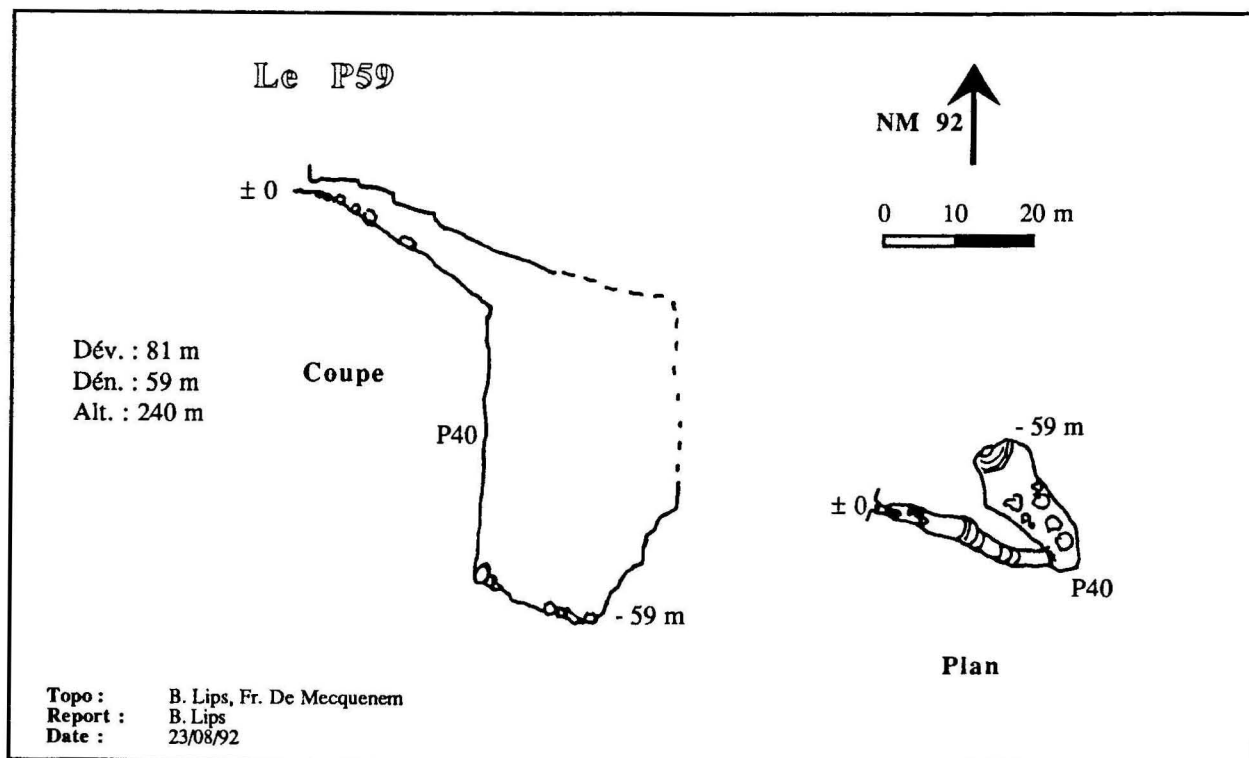 Le P59
NM 92
± 0
0 10 20 m
Dév. : 81 m
Dén. : 59 m
Alt. : 240 m
Coupe
P40
- 59 m
- 59 m
± 0
P40
Plan
Topo : B. Lips, Fr. De Mecquenem
Report : B. Lips
Date : 23/08/92